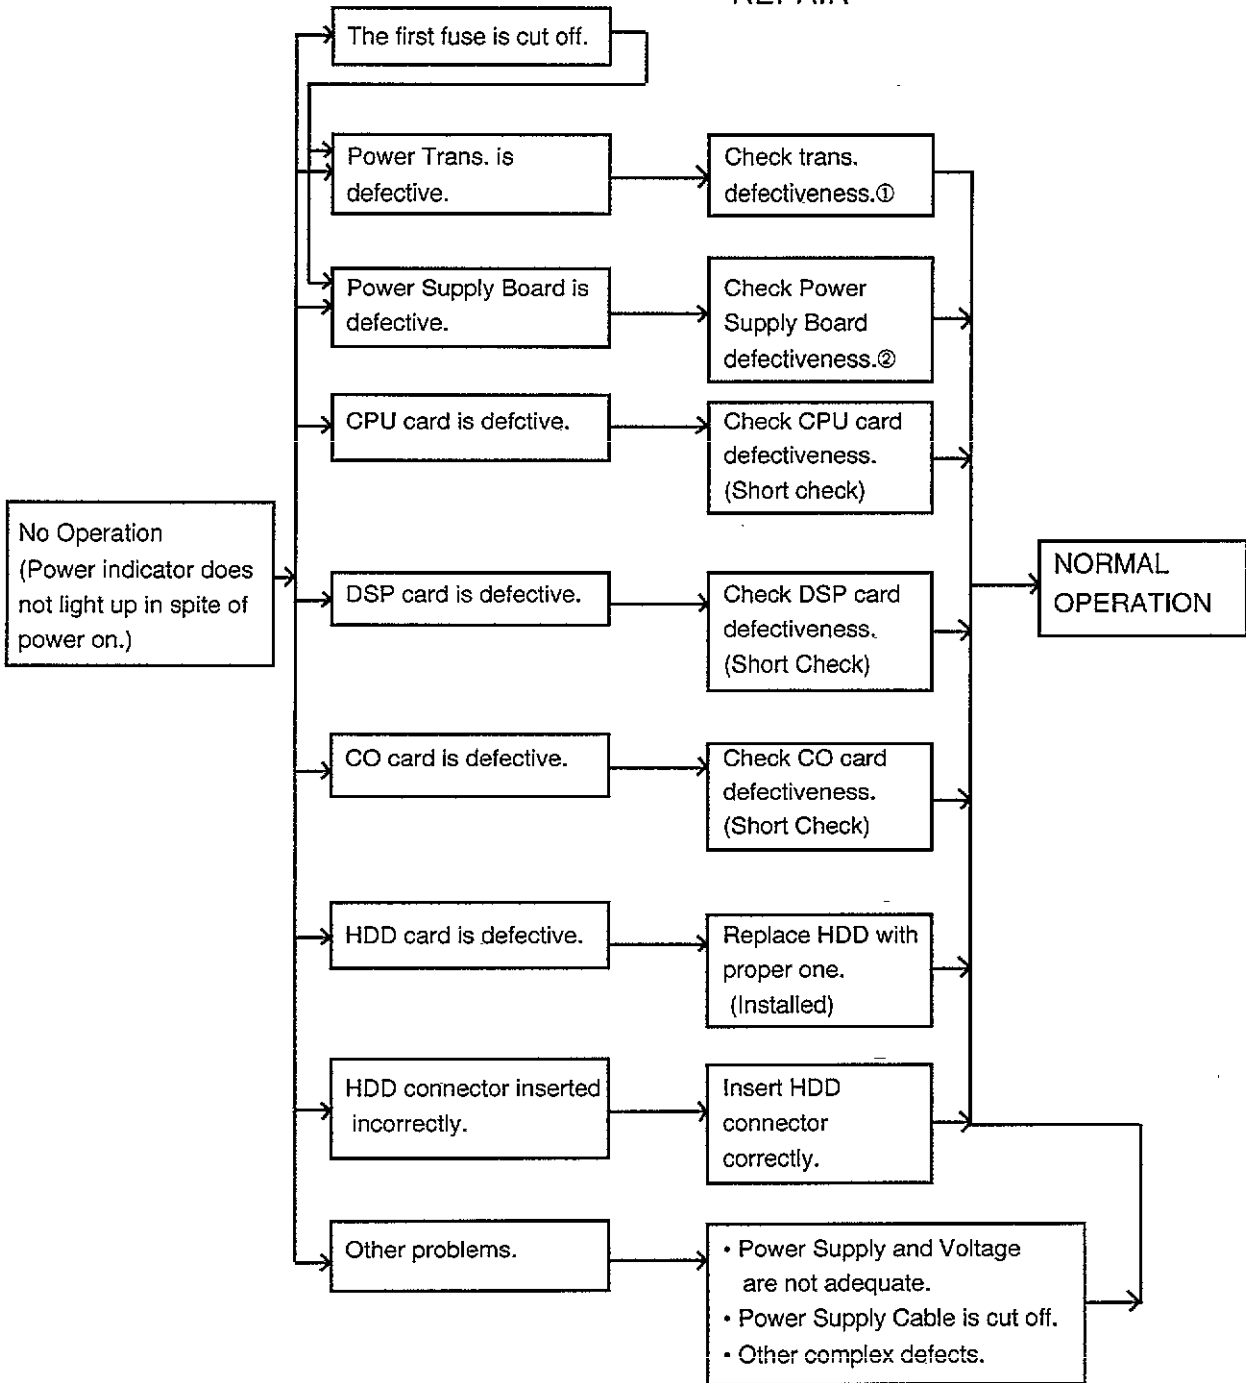 REPAIR
The first fuse is cut off.
Power Trans. is
defective.
Check trans.
defectiveness.①
Power Supply Board is
defective.
Check Power
Supply Board
defectiveness.②
CPU card is defctive.
Check CPU card
defectiveness.
(Short check)
No Operation
(Power indicator does
not light up in spite of
power on.)
DSP card is defective.
Check DSP card
defectiveness.
(Short Check)
NORMAL
OPERATION
CO card is defective.
Check CO card
defectiveness.
(Short Check)
HDD card is defective.
Replace HDD with
proper one.
(Installed)
HDD connector inserted
incorrectly.
Insert HDD
connector
correctly.
Other problems.
• Power Supply and Voltage
are not adequate.
• Power Supply Cable is cut off.
• Other complex defects.